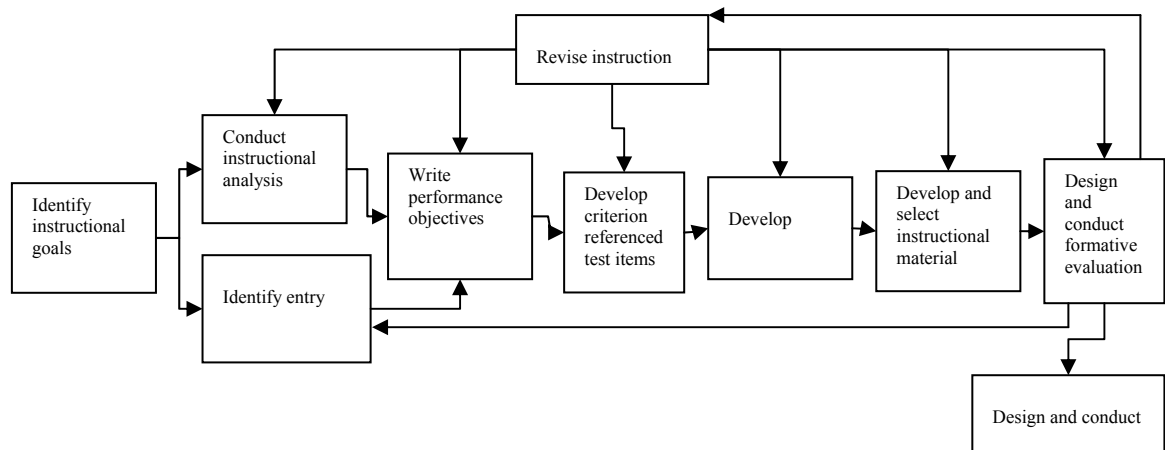 Revise instruction
Conduct
instructional
analysis
Write
performance
objectives
Identify
instructional
goals
Develop
criterion
referenced
test items
Develop
Develop and
select
instructional
material
Design
and
conduct
formative
evaluation
Identify entry
Design and conduct